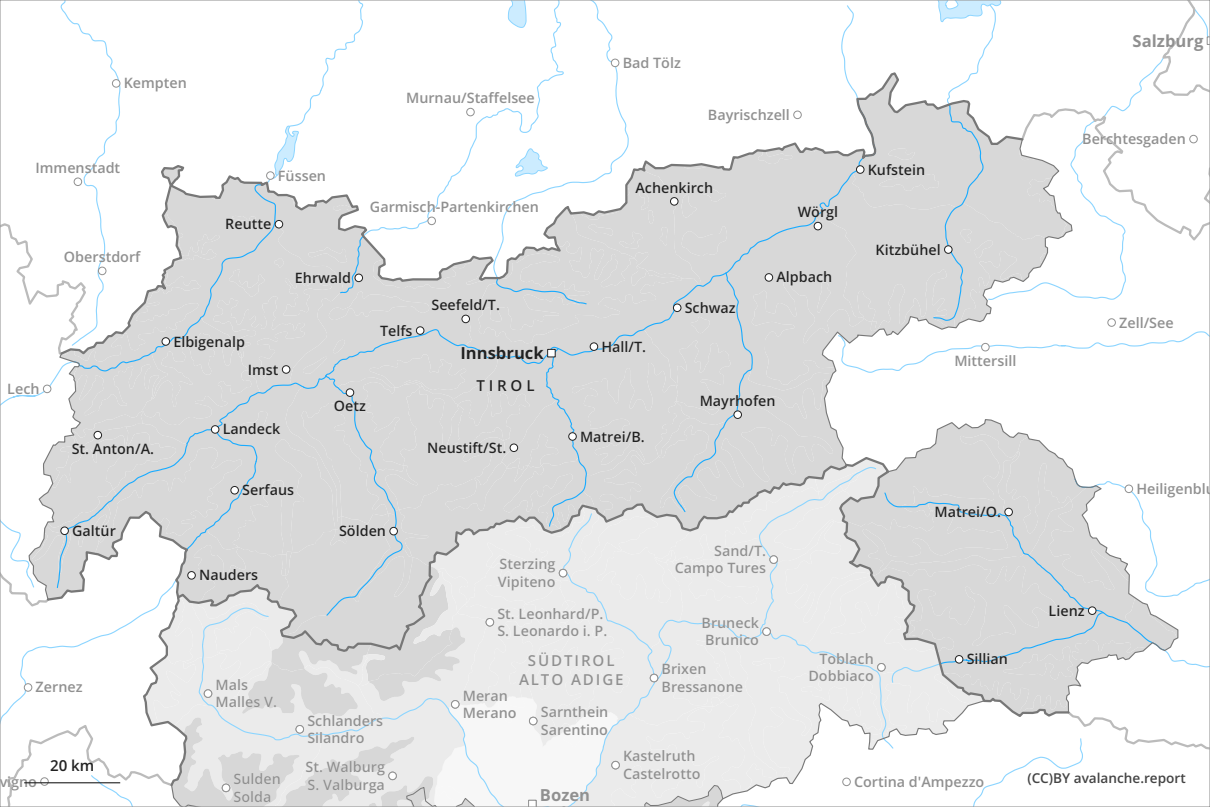 Salzburg
Bad Tölz
Kempten
Murnau/Staffelsee
Bayrischzell
Berchtesgaden
Immenstadt
Füssen
Kufstein
Achenkirch
Garmisch-Partenkirchen
Wörgl
Reutte
Kitzbühel
Oberstdorf
Ehrwald
Alpbach
Seefeld/T.
Schwaz
Zell/See
Telfs
Elbigenalp
Hall/T.
Innsbruck
Mittersill
Imst
TIROL
Lech
Oetz
Mayrhofen
Landeck
Matrei/B.
St. Anton/A.
Neustift/St.
Serfaus
Heiligenblu
Matrei/O.
Galtür
Sölden
Sand/T.
Campo Tures
Sterzing
Vipiteno
Nauders
St. Leonhard/P.
S. Leonardo i. P.
Lienz
Bruneck
Brunico
SÜDTIROL
ALTO ADIGE
Toblach
Dobbiaco
Sillian
Brixen
Bressanone
Zernez
Mals
Malles V.
Meran
Merano
Sarnthein
Sarentino
Schlanders
Silandro
Kastelruth
Castelrotto
20 km
St. Walburg
S. Valburga
vigno
Sulden
Solda
Cortina d'Ampezzo
(CC)BY avalanche.report
Bozen